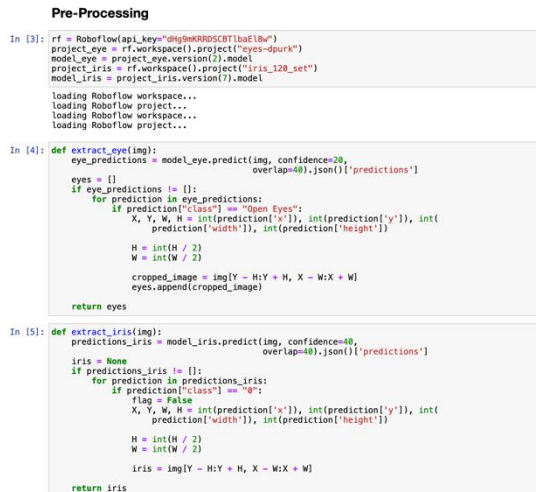 Pre-Processing
In [3]: rf = Roboflow(api_key="dHg9mKRRDSCBTlbaEl8w")
project_eye = rf.workspace().project("eyes-dpurk")
model_eye = project_eye.version(2).model
project_iris = rf.workspace().project("iris_120_set")
model_iris = project_iris.version(7).model
loading Roboflow workspace...
loading Roboflow project...
loading Roboflow workspace...
loading Roboflow project...
In [4]: def extract_eye(img):
    eye_predictions = model_eye.predict(img, confidence=20,
                                        overlap=40).json()['predictions']
    eyes = []
    if eye_predictions != []:
        for prediction in eye_predictions:
            if prediction["class"] == "Open Eyes":
                X, Y, W, H = int(prediction['x']), int(prediction['y']), int(
                    prediction['width']), int(prediction['height'])
                H = int(H / 2)
                W = int(W / 2)
                cropped_image = img[Y - H:Y + H, X - W:X + W]
                eyes.append(cropped_image)
    return eyes
In [5]: def extract_iris(img):
    predictions_iris = model_iris.predict(img, confidence=40,
                                          overlap=40).json()['predictions']
    iris = None
    if predictions_iris != []:
        for prediction in predictions_iris:
            if prediction["class"] == "0":
                flag = False
                X, Y, W, H = int(prediction['x']), int(prediction['y']), int(
                    prediction['width']), int(prediction['height'])
                H = int(H / 2)
                W = int(W / 2)
                iris = img[Y - H:Y + H, X - W:X + W]
    return iris